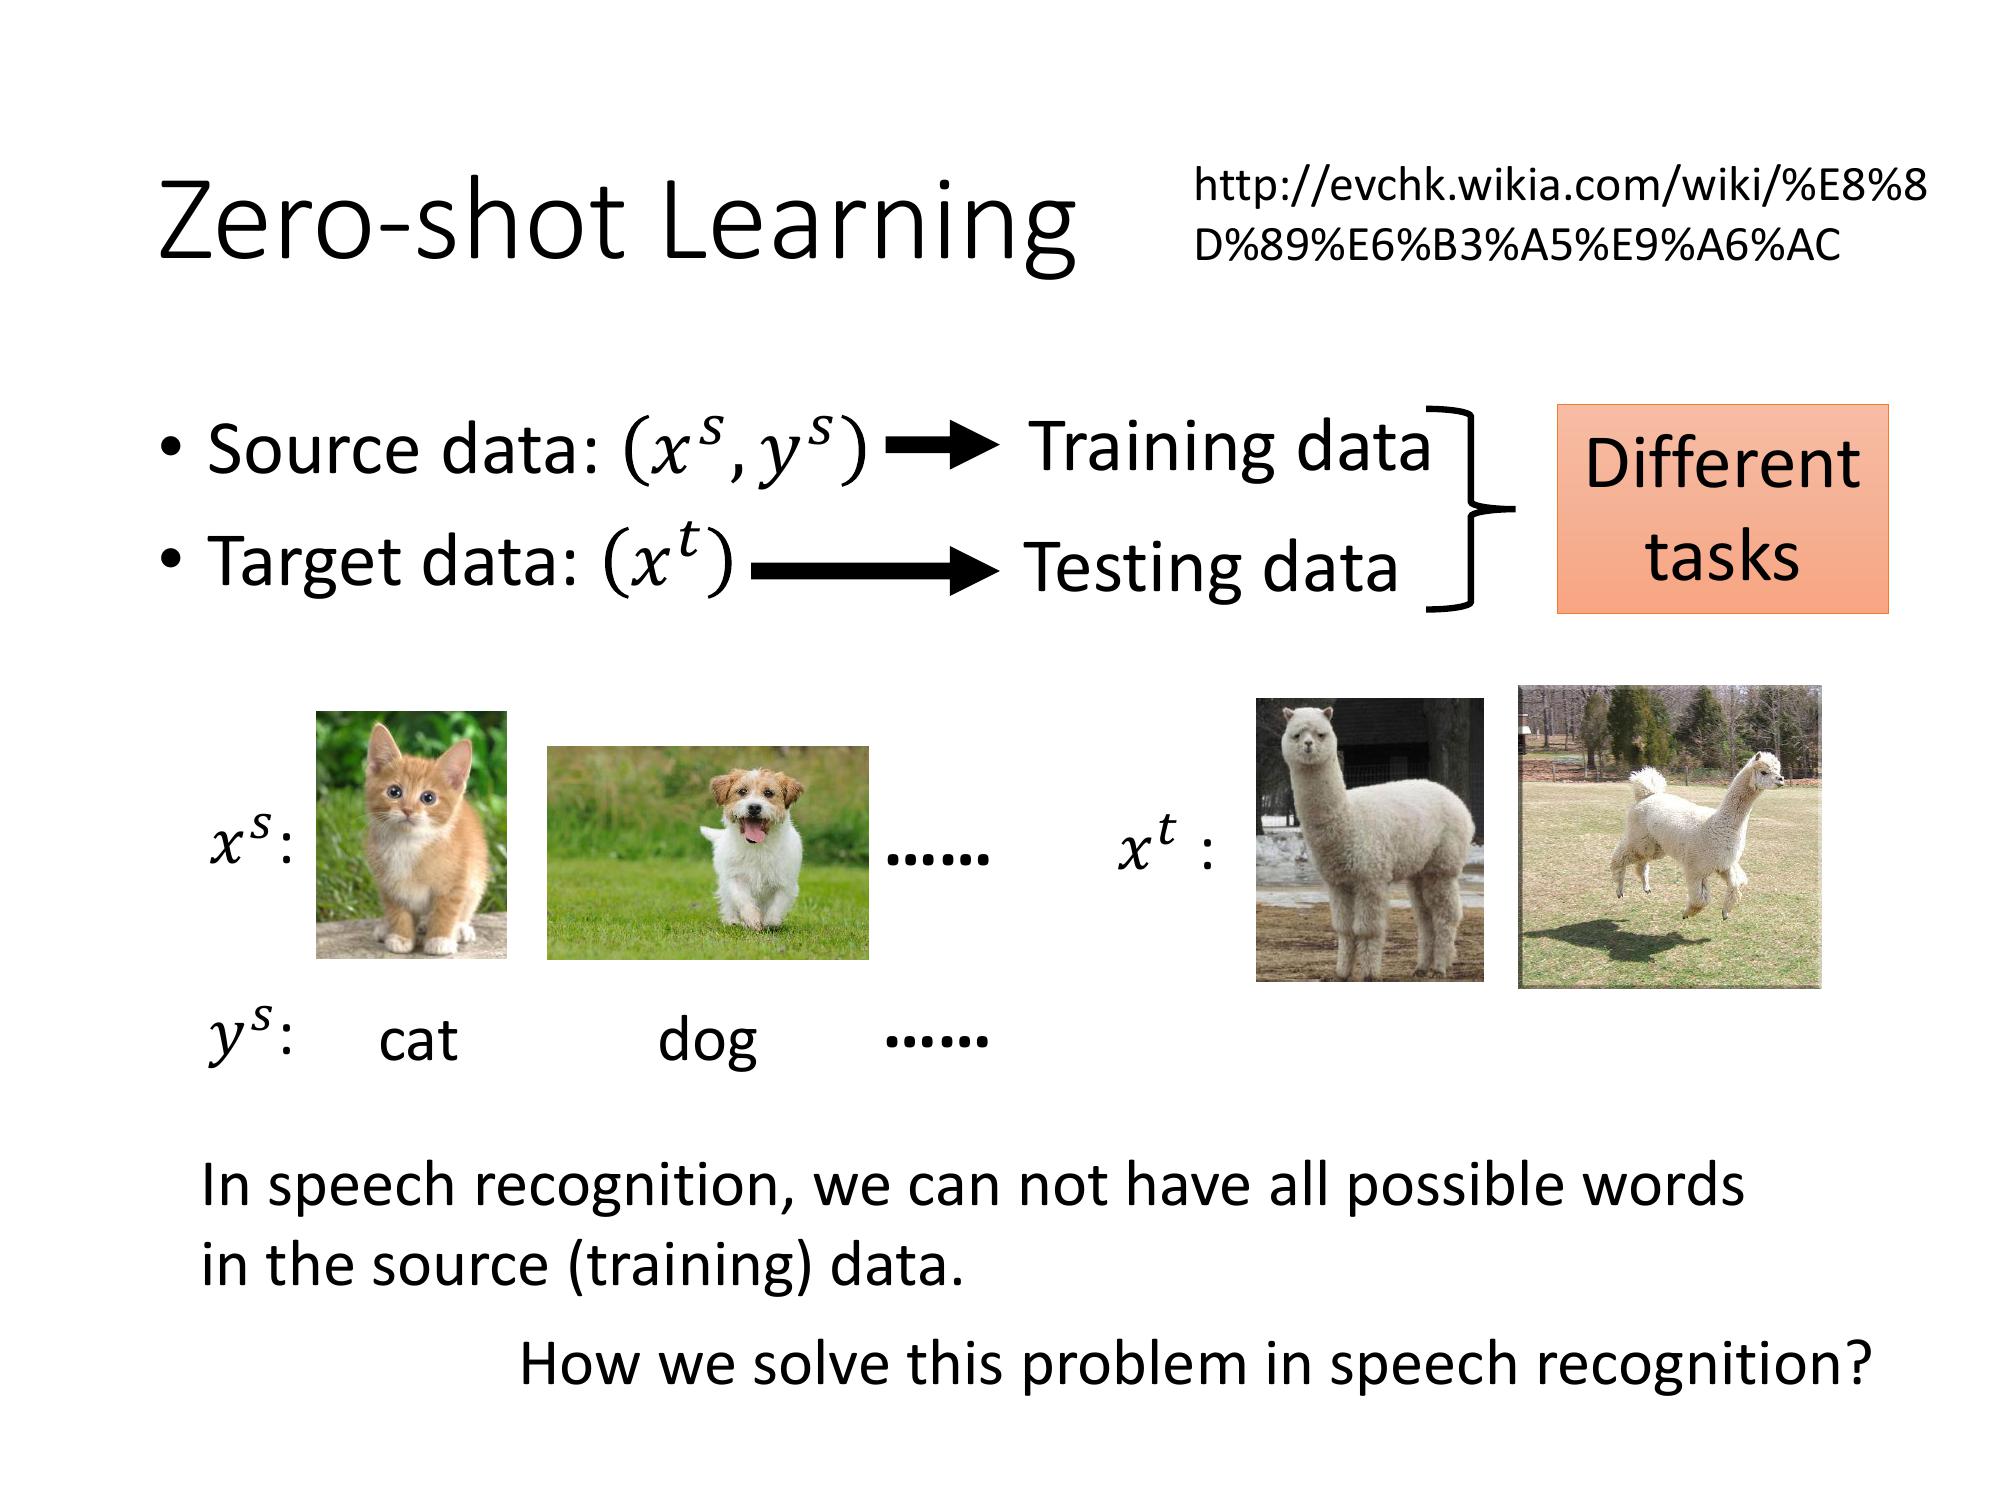 Zero-shot Learning
http://evchk.wikia.com/wiki/%E8%8
D%89%E6%B3%A5%E9%A6%AC
• Source data: (x^s, y^s) Training data
• Target data: (x^t) Testing data
Different
tasks
x^s: ...... x^t :
y^s: cat dog ......
In speech recognition, we can not have all possible words
in the source (training) data.
How we solve this problem in speech recognition?